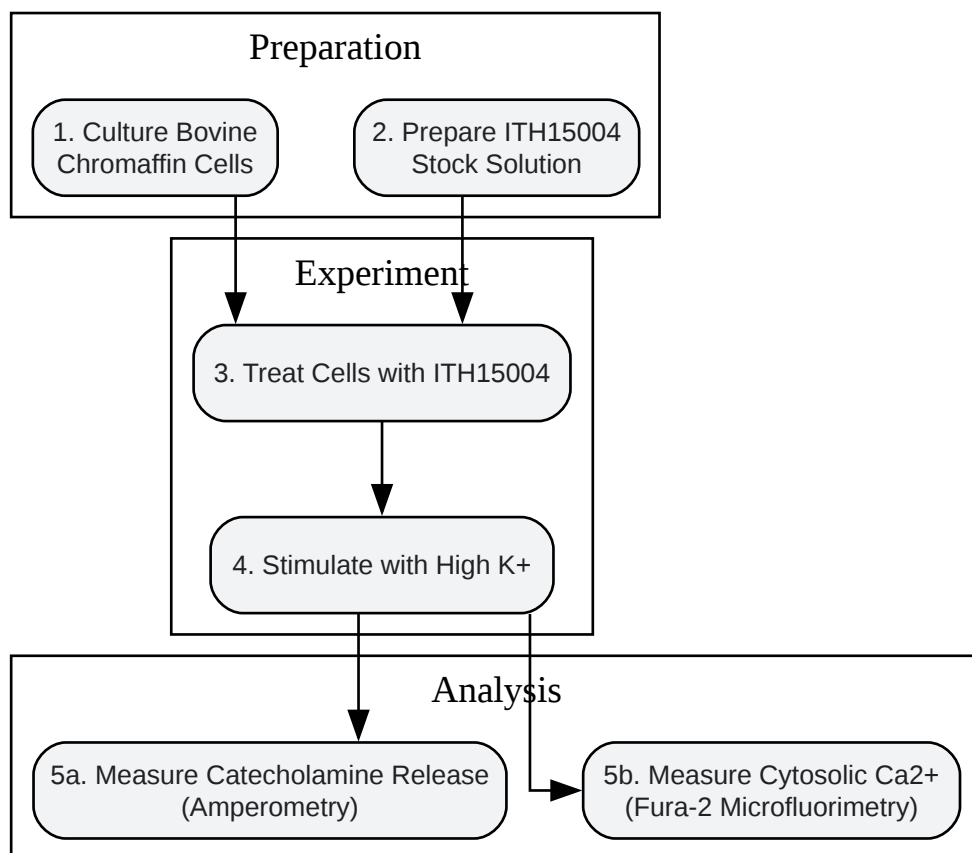 Preparation
1. Culture Bovine
Chromaffin Cells
2. Prepare ITH15004
Stock Solution
Experiment
3. Treat Cells with ITH15004
4. Stimulate with High K+
Analysis
5a. Measure Catecholamine Release
(Amperometry)
5b. Measure Cytosolic Ca2+
(Fura-2 Microfluorimetry)